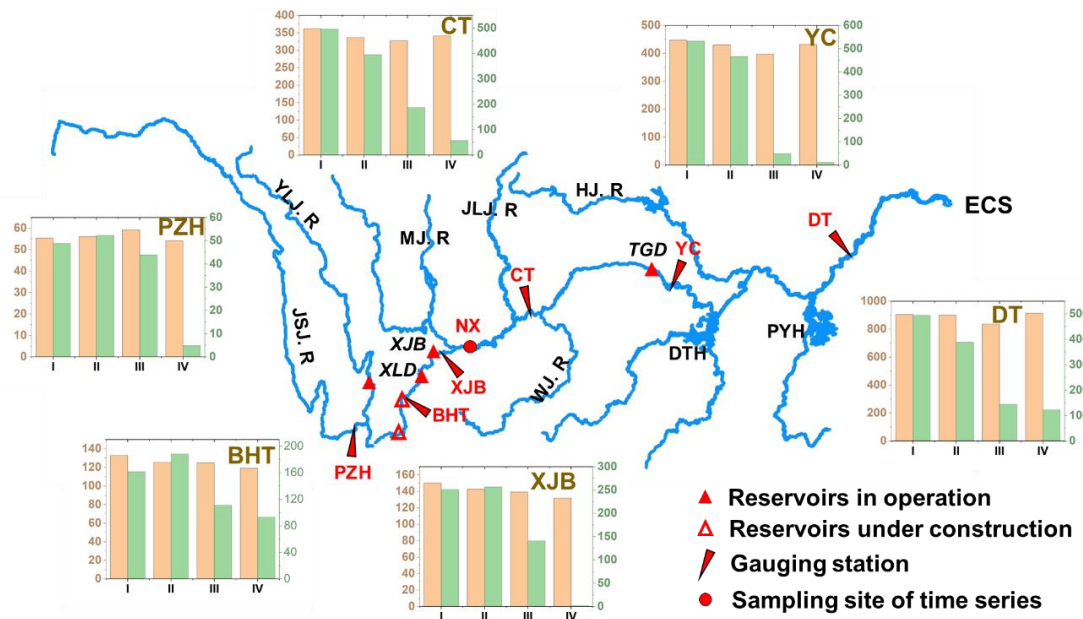 CT
400
350
300
250
200
150
100
50
0
500
400
300
200
100
0
I II III IV
YC
500
400
300
200
100
0
600
500
400
300
200
100
0
I II III IV
PZH
60
50
40
30
20
10
0
60
50
40
30
20
10
0
I II III IV
YLJ. R
MJ. R
JLJ. R
HJ. R
ECS
DT
TGD
YC
CT
NX
JSJ. R
XJB
XLD
XJB
BHT
WJ. R
DTH
PYH
PZH
DT
1000
800
600
400
200
0
50
40
30
20
10
0
I II III IV
BHT
140
120
100
80
60
40
20
0
200
160
120
80
40
0
I II III IV
XJB
160
140
120
100
80
60
40
20
0
300
250
200
150
100
50
0
I II III IV
Reservoirs in operation
Reservoirs under construction
Gauging station
Sampling site of time series